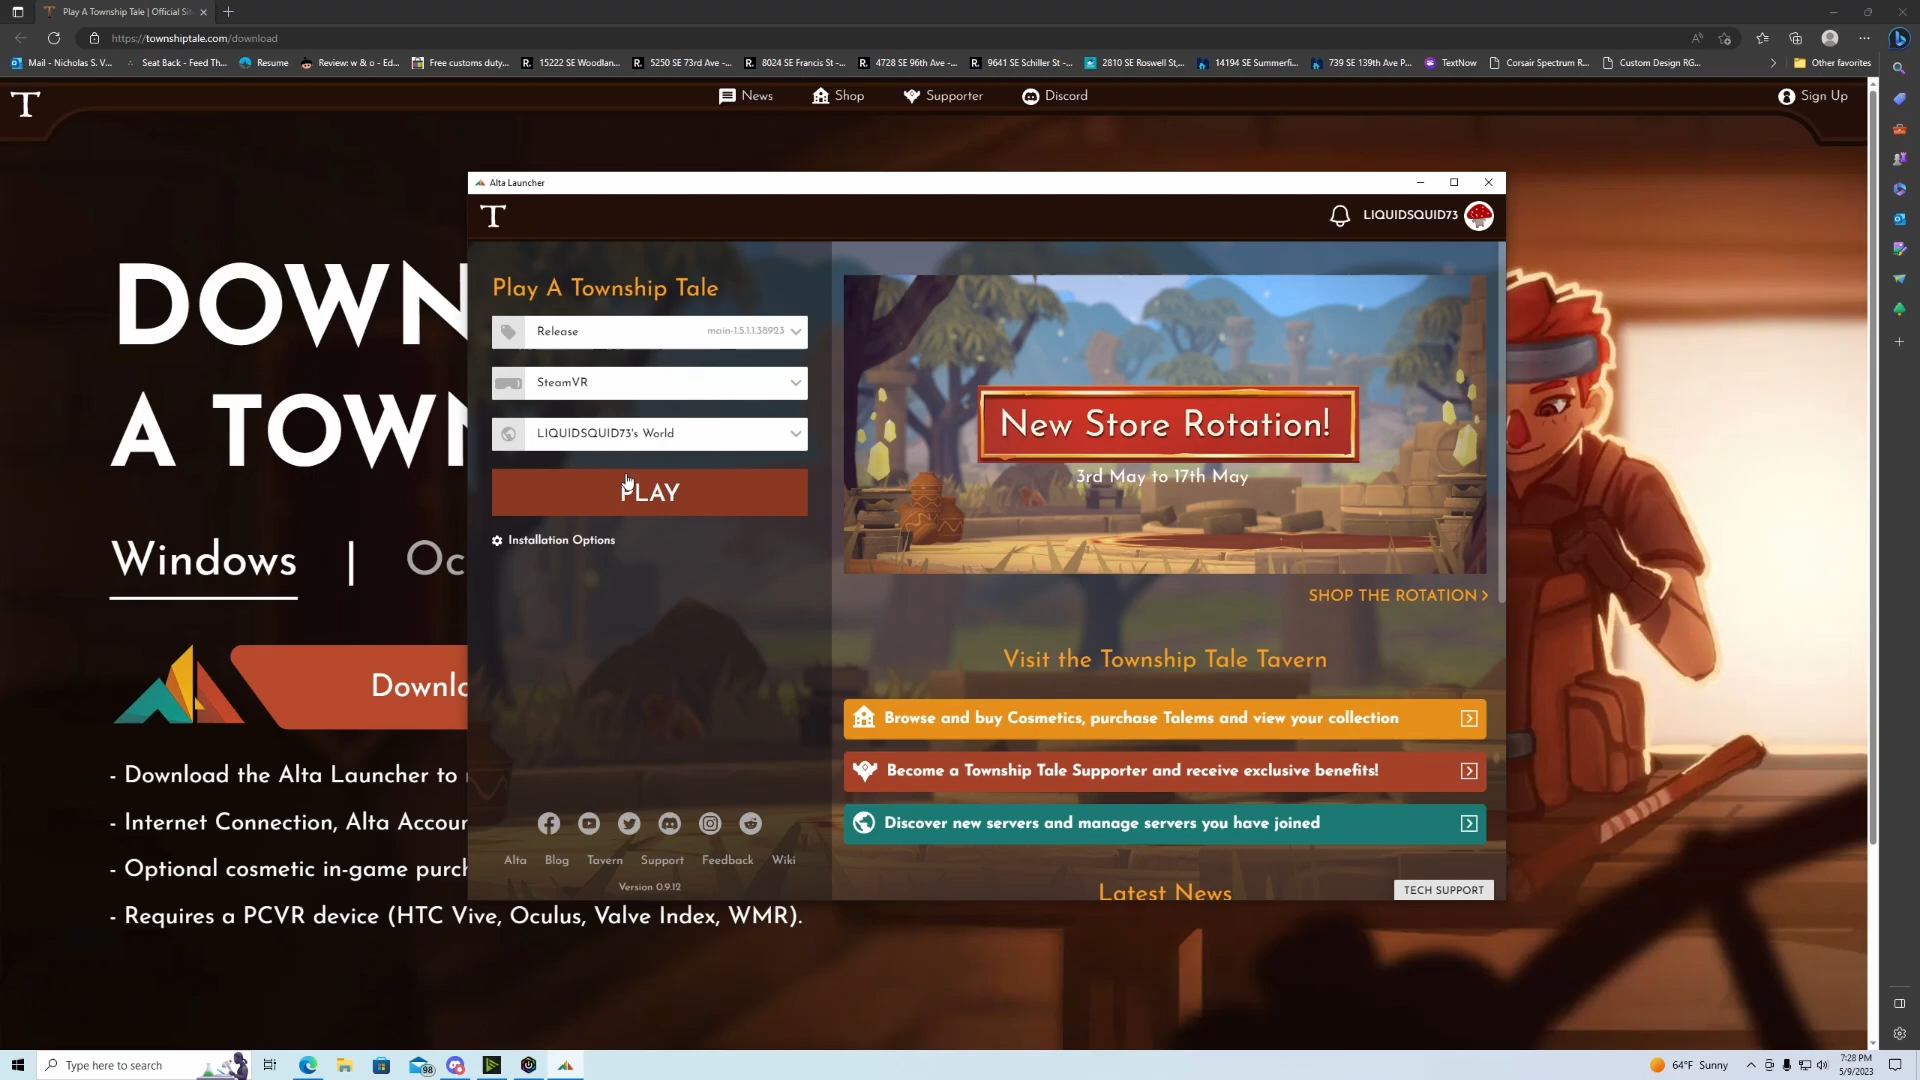 Play A Township Tale | Official Sit
https://townshiptale.com/download
Mail - Nicholas S. V...
Seat Back - Feed Th...
Resume
Review: w & o - Ed...
Free customs duty...
15222 SE Woodlan...
5250 SE 73rd Ave -...
8024 SE Francis St -...
4728 SE 96th Ave -...
9641 SE Schiller St -...
2810 SE Roswell St,...
14194 SE Summerfi...
739 SE 139th Ave P...
TextNow
Corsair Spectrum R...
Custom Design RG...
Other favorites
T
News
Shop
Supporter
Discord
Sign Up
Alta Launcher
T
LIQUIDSQUID73
DOWN
A TOWN
Windows | Oc
Downlo
- Download the Alta Launcher to
- Internet Connection, Alta Accour
- Optional cosmetic in-game purch
- Requires a PCVR device (HTC Vive, Oculus, Valve Index, WMR).
Play A Township Tale
Release main-1.5.1.1.38923
SteamVR
LIQUIDSQUID73's World
PLAY
Installation Options
Alta Blog Tavern Support Feedback Wiki
Version 0.9.12
New Store Rotation!
3rd May to 17th May
SHOP THE ROTATION >
Visit the Township Tale Tavern
Browse and buy Cosmetics, purchase Talems and view your collection
Become a Township Tale Supporter and receive exclusive benefits!
Discover new servers and manage servers you have joined
Latest News
TECH SUPPORT
Type here to search
98
64°F Sunny
7:28 PM
5/9/2023